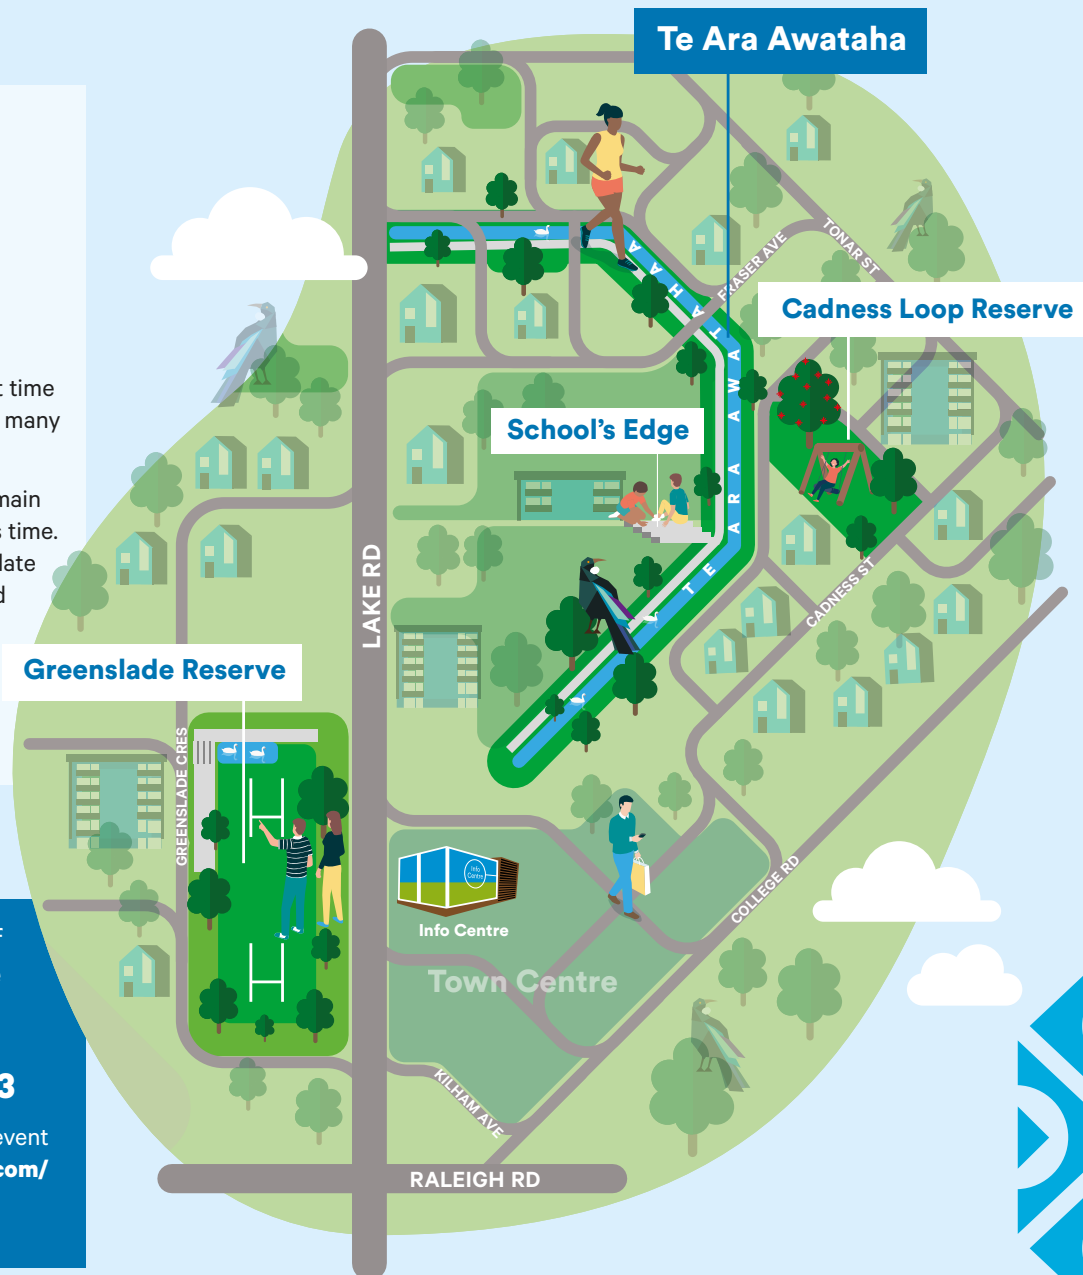 Te Ara Awataha
TONAR ST
FRASER AVE
Cadness Loop Reserve
TE ARA AWATAHA
School's Edge
t time
many
main
s time.
late
CADNESS ST
LAKE RD
Greenslade Reserve
GREENSLADE CRES
Info
Centre
Info Centre
COLLEGE RD
Town Centre
KILHAM AVE
3
event
com/
RALEIGH RD